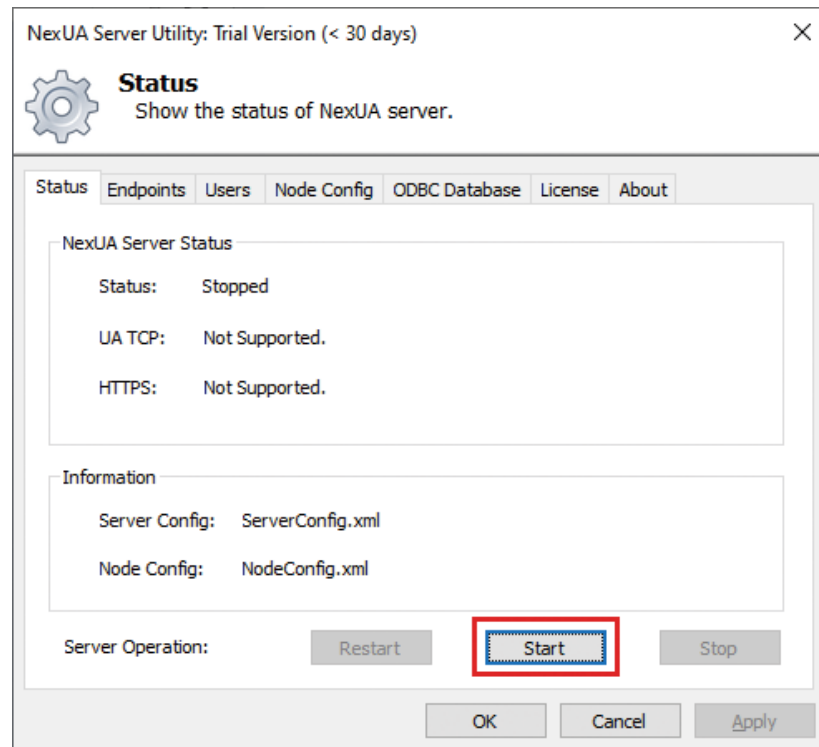 NexUA Server Utility: Trial Version (< 30 days)
Status
Show the status of NexUA server.
Status Endpoints Users Node Config ODBC Database License About
NexUA Server Status
Status: Stopped
UA TCP: Not Supported.
HTTPS: Not Supported.
Information
Server Config: ServerConfig.xml
Node Config: NodeConfig.xml
Server Operation: Restart Start Stop
OK Cancel Apply